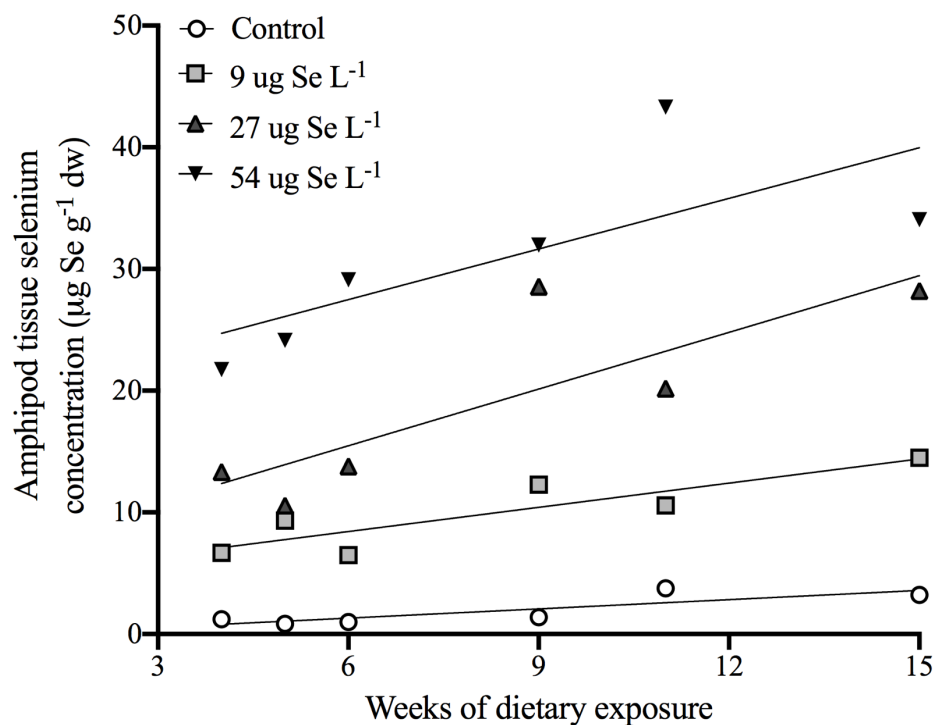 50
40
30
20
10
0
Control
9 ug Se L⁻¹
27 ug Se L⁻¹
54 ug Se L⁻¹
Amphipod tissue selenium
concentration (µg Se g⁻¹ dw)
3 6 9 12 15
Weeks of dietary exposure